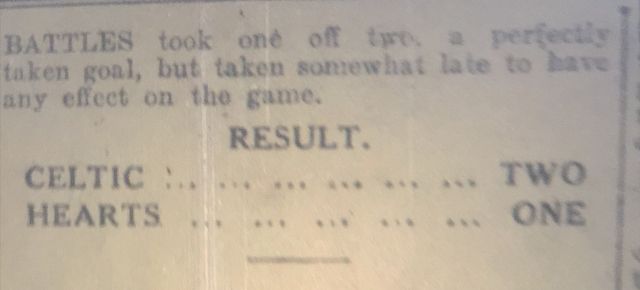 BATTLES took one off two, a perfectly
taken goal, but taken somewhat late to have
any effect on the game.
RESULT.
CELTIC ... ... ... ... ... ... TWO
HEARTS ... ... ... ... ... ONE